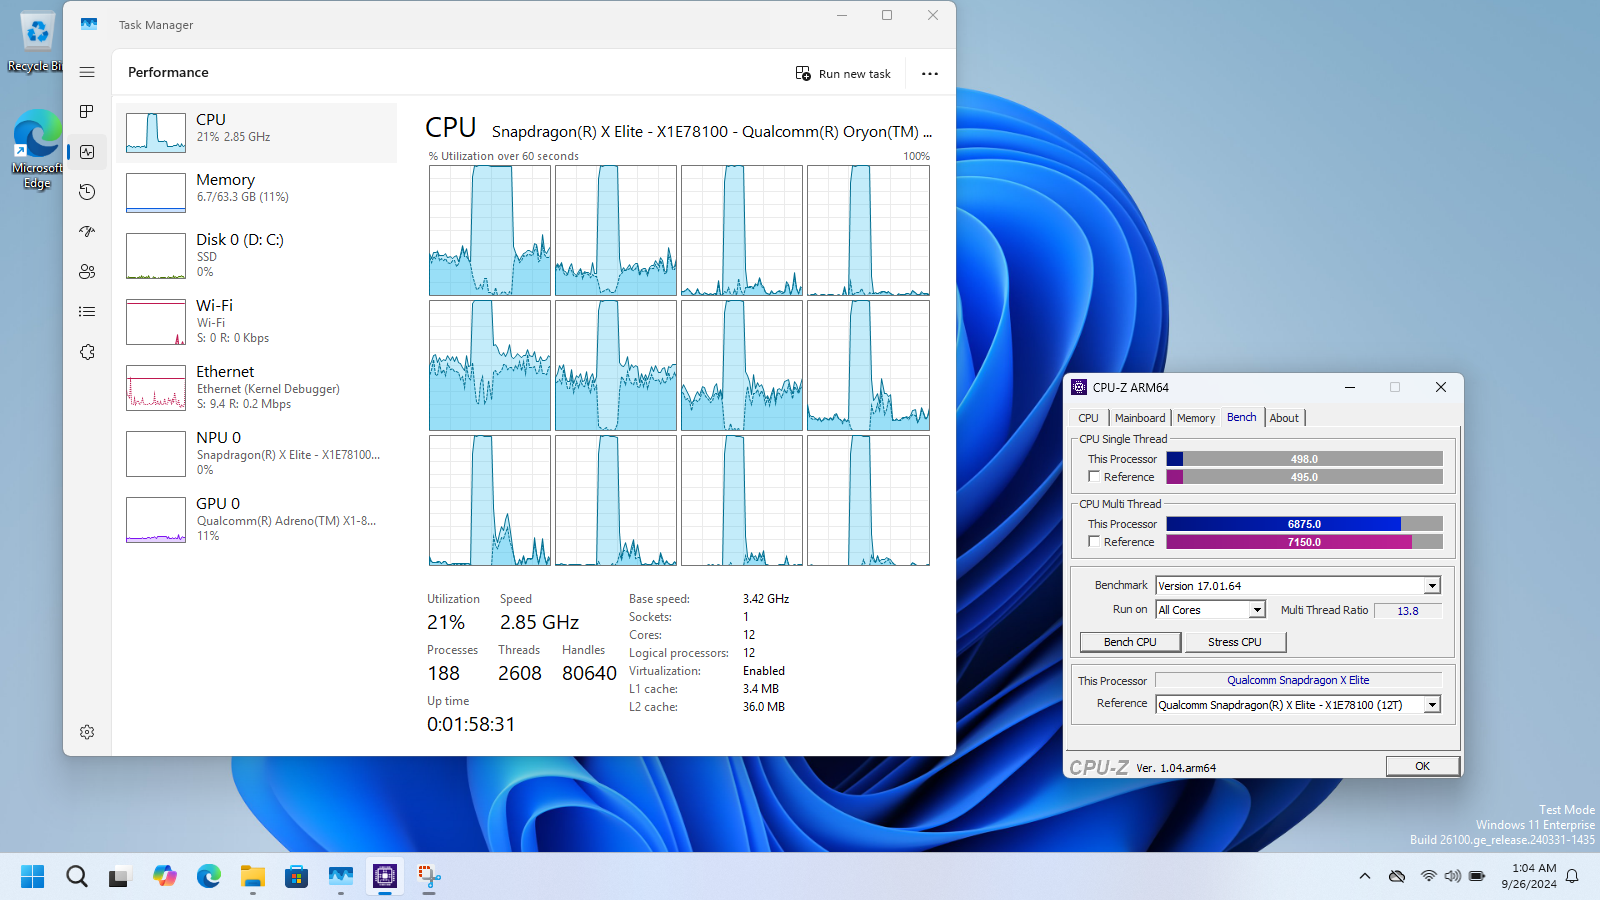 Recycle Bi
Microsoft
Edge
Task Manager
Performance
Run new task
CPU
21% 2.85 GHz
Memory
6.7/63.3 GB (11%)
Disk 0 (D: C:)
SSD
0%
Wi-Fi
Wi-Fi
S: 0 R: 0 Kbps
Ethernet
Ethernet (Kernel Debugger)
S: 9.4 R: 0.2 Mbps
NPU 0
Snapdragon(R) X Elite - X1E78100...
0%
GPU 0
Qualcomm(R) Adreno(TM) X1-8...
11%
CPU Snapdragon(R) X Elite - X1E78100 - Qualcomm(R) Oryon(TM) ...
% Utilization over 60 seconds 100%
Utilization Speed
21% 2.85 GHz
Processes Threads Handles
188 2608 80640
Up time
0:01:58:31
Base speed: 3.42 GHz
Sockets: 1
Cores: 12
Logical processors: 12
Virtualization: Enabled
L1 cache: 3.4 MB
L2 cache: 36.0 MB
CPU-Z ARM64
CPU Mainboard Memory Bench About
CPU Single Thread
This Processor 498.0
Reference 495.0
CPU Multi Thread
This Processor 6875.0
Reference 7150.0
Benchmark Version 17.01.64
Run on All Cores Multi Thread Ratio 13.8
Bench CPU Stress CPU
This Processor Qualcomm Snapdragon X Elite
Reference Qualcomm Snapdragon(R) X Elite - X1E78100 (12T)
CPU-Z Ver. 1.04.arm64 OK
Test Mode
Windows 11 Enterprise
Build 26100.ge_release.240331-1435
1:04 AM
9/26/2024